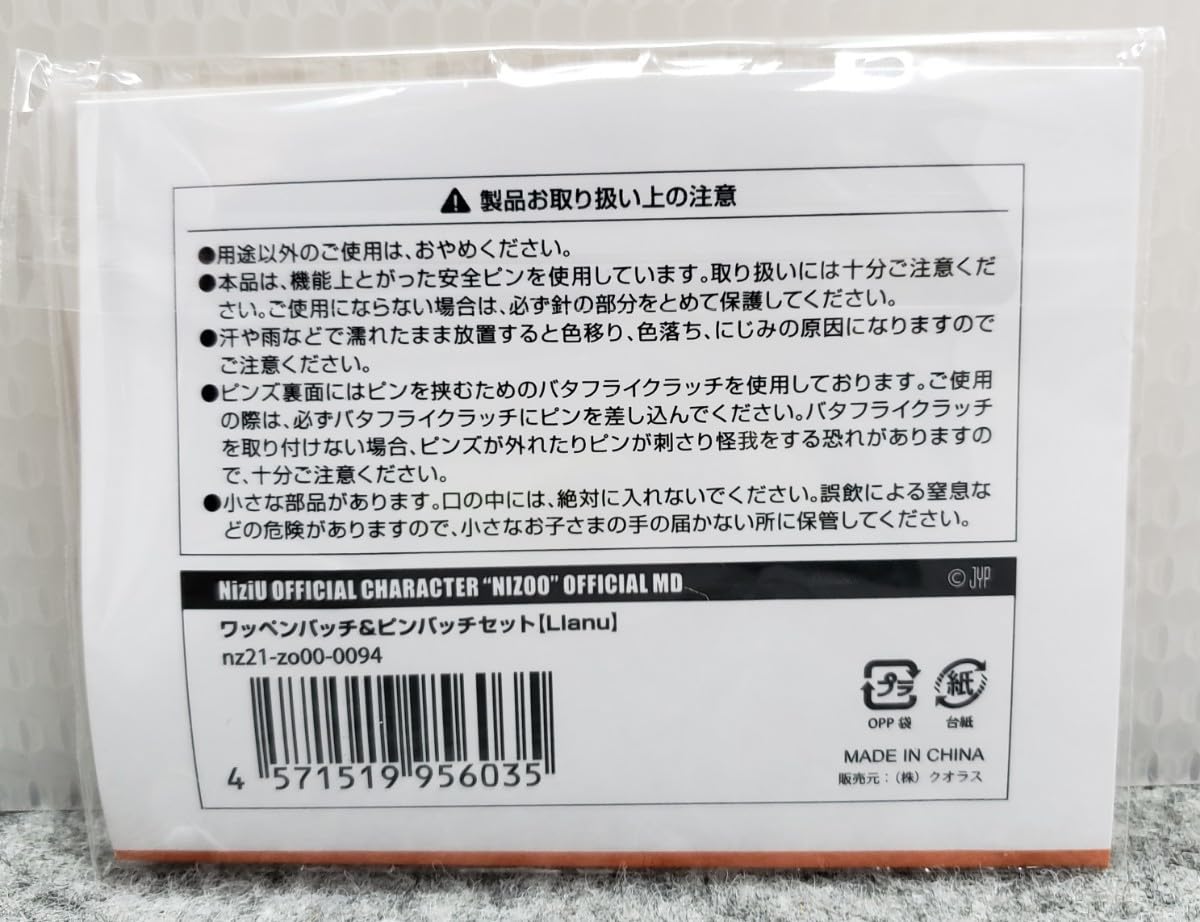 ⚠ 製品お取り扱い上の注意
●用途以外のご使用は、おやめください。
●本品は、機能上とがった安全ピンを使用しています。取り扱いには十分ご注意くだ
さい。ご使用にならない場合は、必ず針の部分をとめて保護してください。
●汗や雨などで濡れたまま放置すると色移り、色落ち、にじみの原因になりますので
ご注意ください。
●ピンズ裏面にはピンを挟むためのバタフライクラッチを使用しております。ご使用
の際は、必ずバタフライクラッチにピンを差し込んでください。バタフライクラッチ
を取り付けない場合、ピンズが外れたりピンが刺さり怪我をする恐れがありますの
で、十分ご注意ください。
●小さな部品があります。口の中には、絶対に入れないでください。誤飲による窒息な
どの危険がありますので、小さなお子さまの手の届かない所に保管してください。
NiziU OFFICIAL CHARACTER “NIZOO” OFFICIAL MD
© JYP
ワッペンバッチ&ピンバッチセット【Llanu】
nz21-zo00-0094
4 571519 956035
プラ
OPP 袋
紙
台紙
MADE IN CHINA
販売元:(株) クオラス